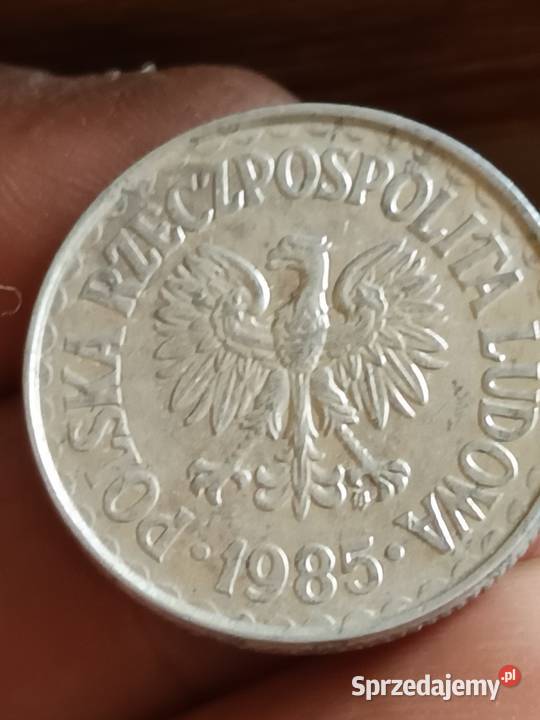 POLSKA RZECZPOSPOLITA LUDOWA
· 1985 ·
Sprzedajemy.pl